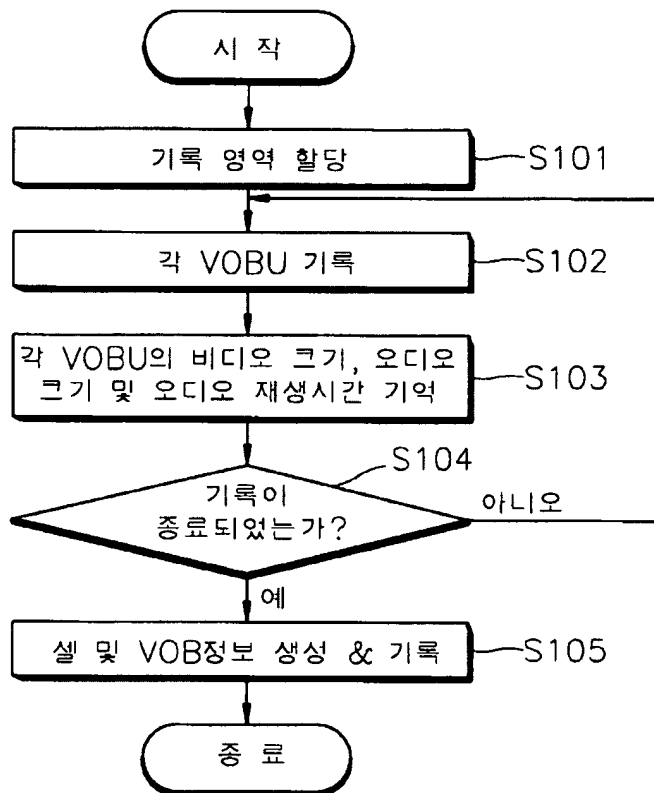 시 작
기록 영역 할당
S101
각 VOBU 기록
S102
각 VOBU의 비디오 크기, 오디오
크기 및 오디오 재생시간 기억
S103
S104
기록이
종료되었는가?
아니오
예
셀 및 VOB정보 생성 & 기록
S105
종 료